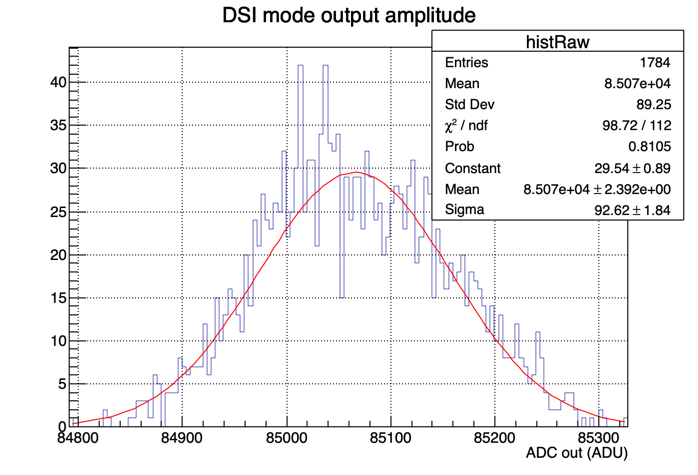 DSI mode output amplitude
histRaw
Entries 1784
Mean 8.507e+04
Std Dev 89.25
χ² / ndf 98.72 / 112
Prob 0.8105
Constant 29.54 ± 0.89
Mean 8.507e+04 ± 2.392e+00
Sigma 92.62 ± 1.84
40
35
30
25
20
15
10
5
0
84800 84900 85000 85100 85200 85300
ADC out (ADU)